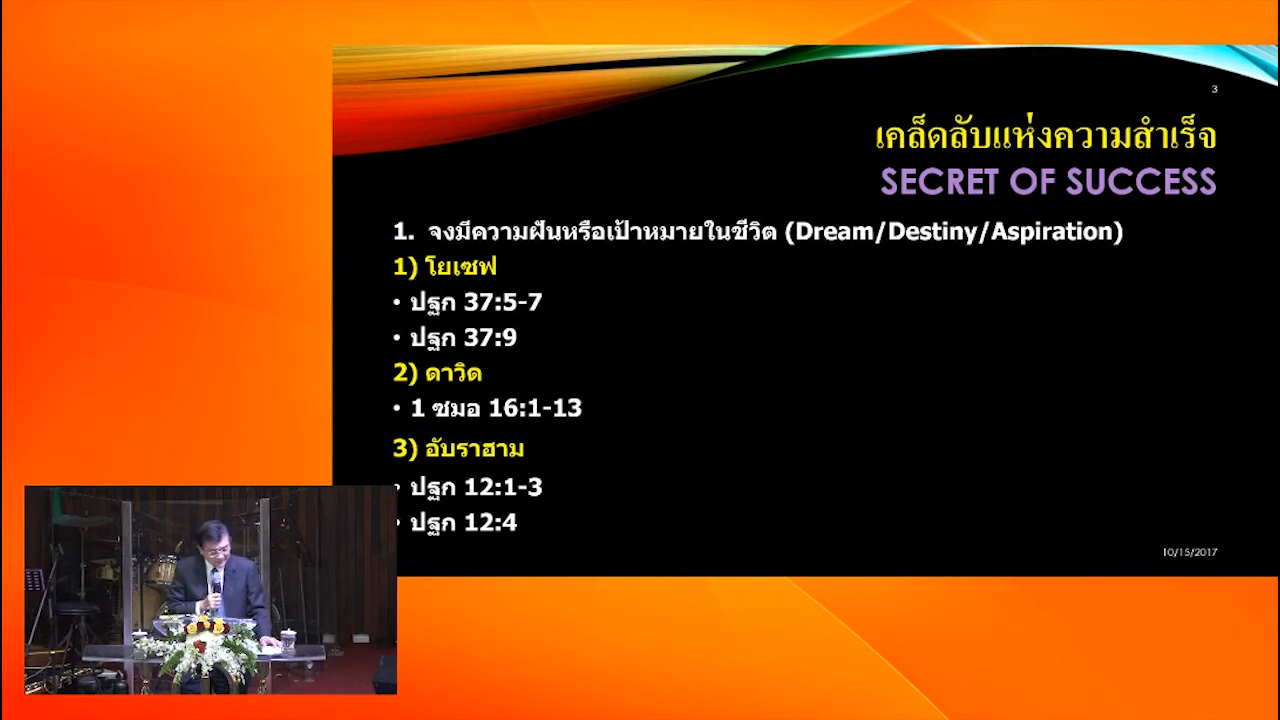 3
เคล็ดลับแห่งความสำเร็จ
SECRET OF SUCCESS
1. จงมีความฝันหรือเป้าหมายในชีวิต (Dream/Destiny/Aspiration)
1) โยเซฟ
• ปฐก 37:5-7
• ปฐก 37:9
2) ดาวิด
• 1 ซมอ 16:1-13
3) อับราฮาม
• ปฐก 12:1-3
• ปฐก 12:4
10/15/2017